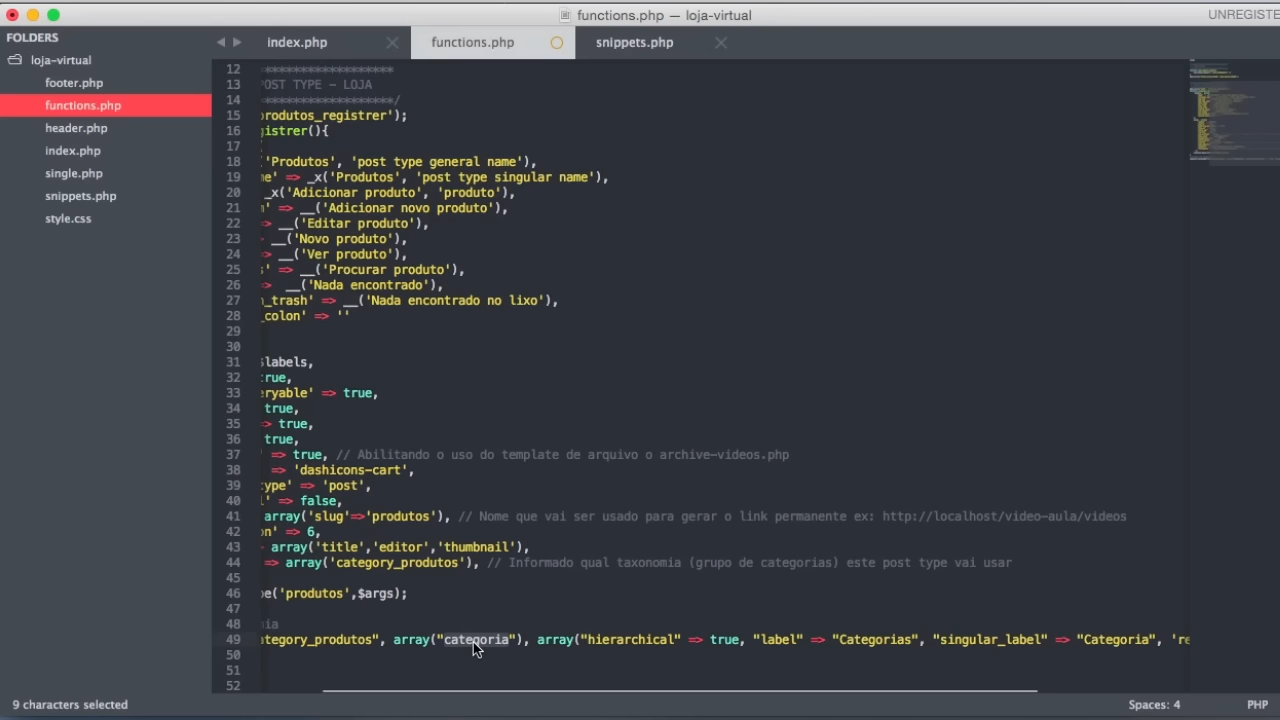 functions.php — loja-virtual
UNREGISTE
FOLDERS
loja-virtual
footer.php
functions.php
header.php
index.php
single.php
snippets.php
style.css
index.php
functions.php
snippets.php
12 *******************
13 POST TYPE - LOJA
14 *******************/
15 produtos_registrer');
16 gistrer(){
17
18 ('Produtos', 'post type general name'),
19 me' => _x('Produtos', 'post type singular name'),
20 _x('Adicionar produto', 'produto'),
21 m' => __('Adicionar novo produto'),
22 => __('Editar produto'),
23 > __('Novo produto'),
24 => __('Ver produto'),
25 s' => __('Procurar produto'),
26 =>  __('Nada encontrado'),
27 n_trash' => __('Nada encontrado no lixo'),
28 _colon' => ''
29
30
31 $labels,
32 true,
33 eryable' => true,
34 true,
35 => true,
36 true,
37 ' => true, // Abilitando o uso do template de arquivo o archive-videos.php
38 => 'dashicons-cart',
39 type' => 'post',
40 l' => false,
41 array('slug'=>'produtos'), // Nome que vai ser usado para gerar o link permanente ex: http://localhost/video-aula/videos
42 on' => 6,
43 > array('title','editor','thumbnail'),
44 => array('category_produtos'), // Informado qual taxonomia (grupo de categorias) este post type vai usar
45
46 pe('produtos',$args);
47
48 mia
49 ategory_produtos", array("categoria"), array("hierarchical" => true, "label" => "Categorias", "singular_label" => "Categoria", 're
50
51
52
9 characters selected
Spaces: 4
PHP